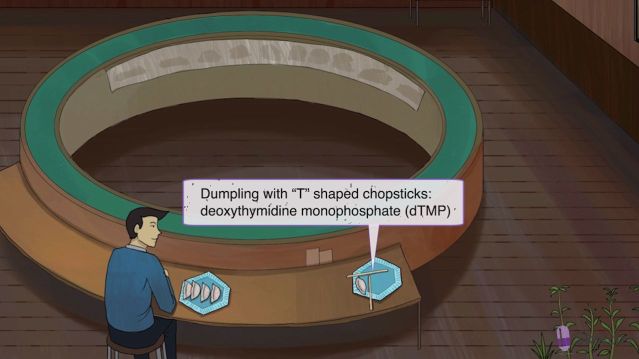 Dumpling with “T” shaped chopsticks:
deoxythymidine monophosphate (dTMP)